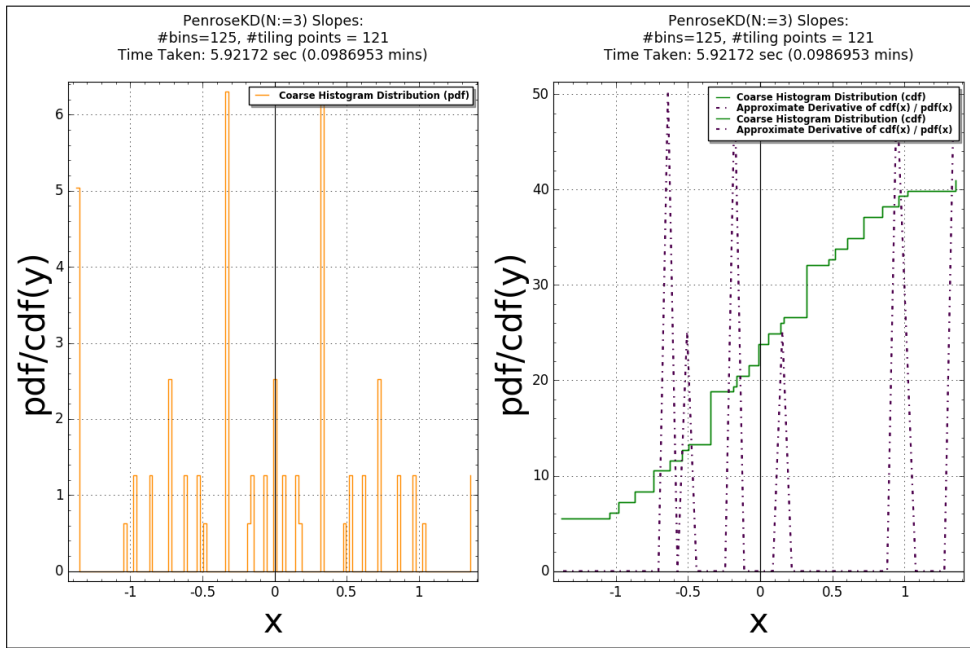 PenroseKD(N:=3) Slopes:
#bins=125, #tiling points = 121
Time Taken: 5.92172 sec (0.0986953 mins)
Coarse Histogram Distribution (pdf)
6
5
4
3
2
1
0
-1
-0.5
0
0.5
1
pdf/cdf(y)
x
PenroseKD(N:=3) Slopes:
#bins=125, #tiling points = 121
Time Taken: 5.92172 sec (0.0986953 mins)
Coarse Histogram Distribution (cdf)
Approximate Derivative of cdf(x) / pdf(x)
Coarse Histogram Distribution (cdf)
Approximate Derivative of cdf(x) / pdf(x)
50
40
30
20
10
0
-1
-0.5
0
0.5
1
pdf/cdf(y)
x